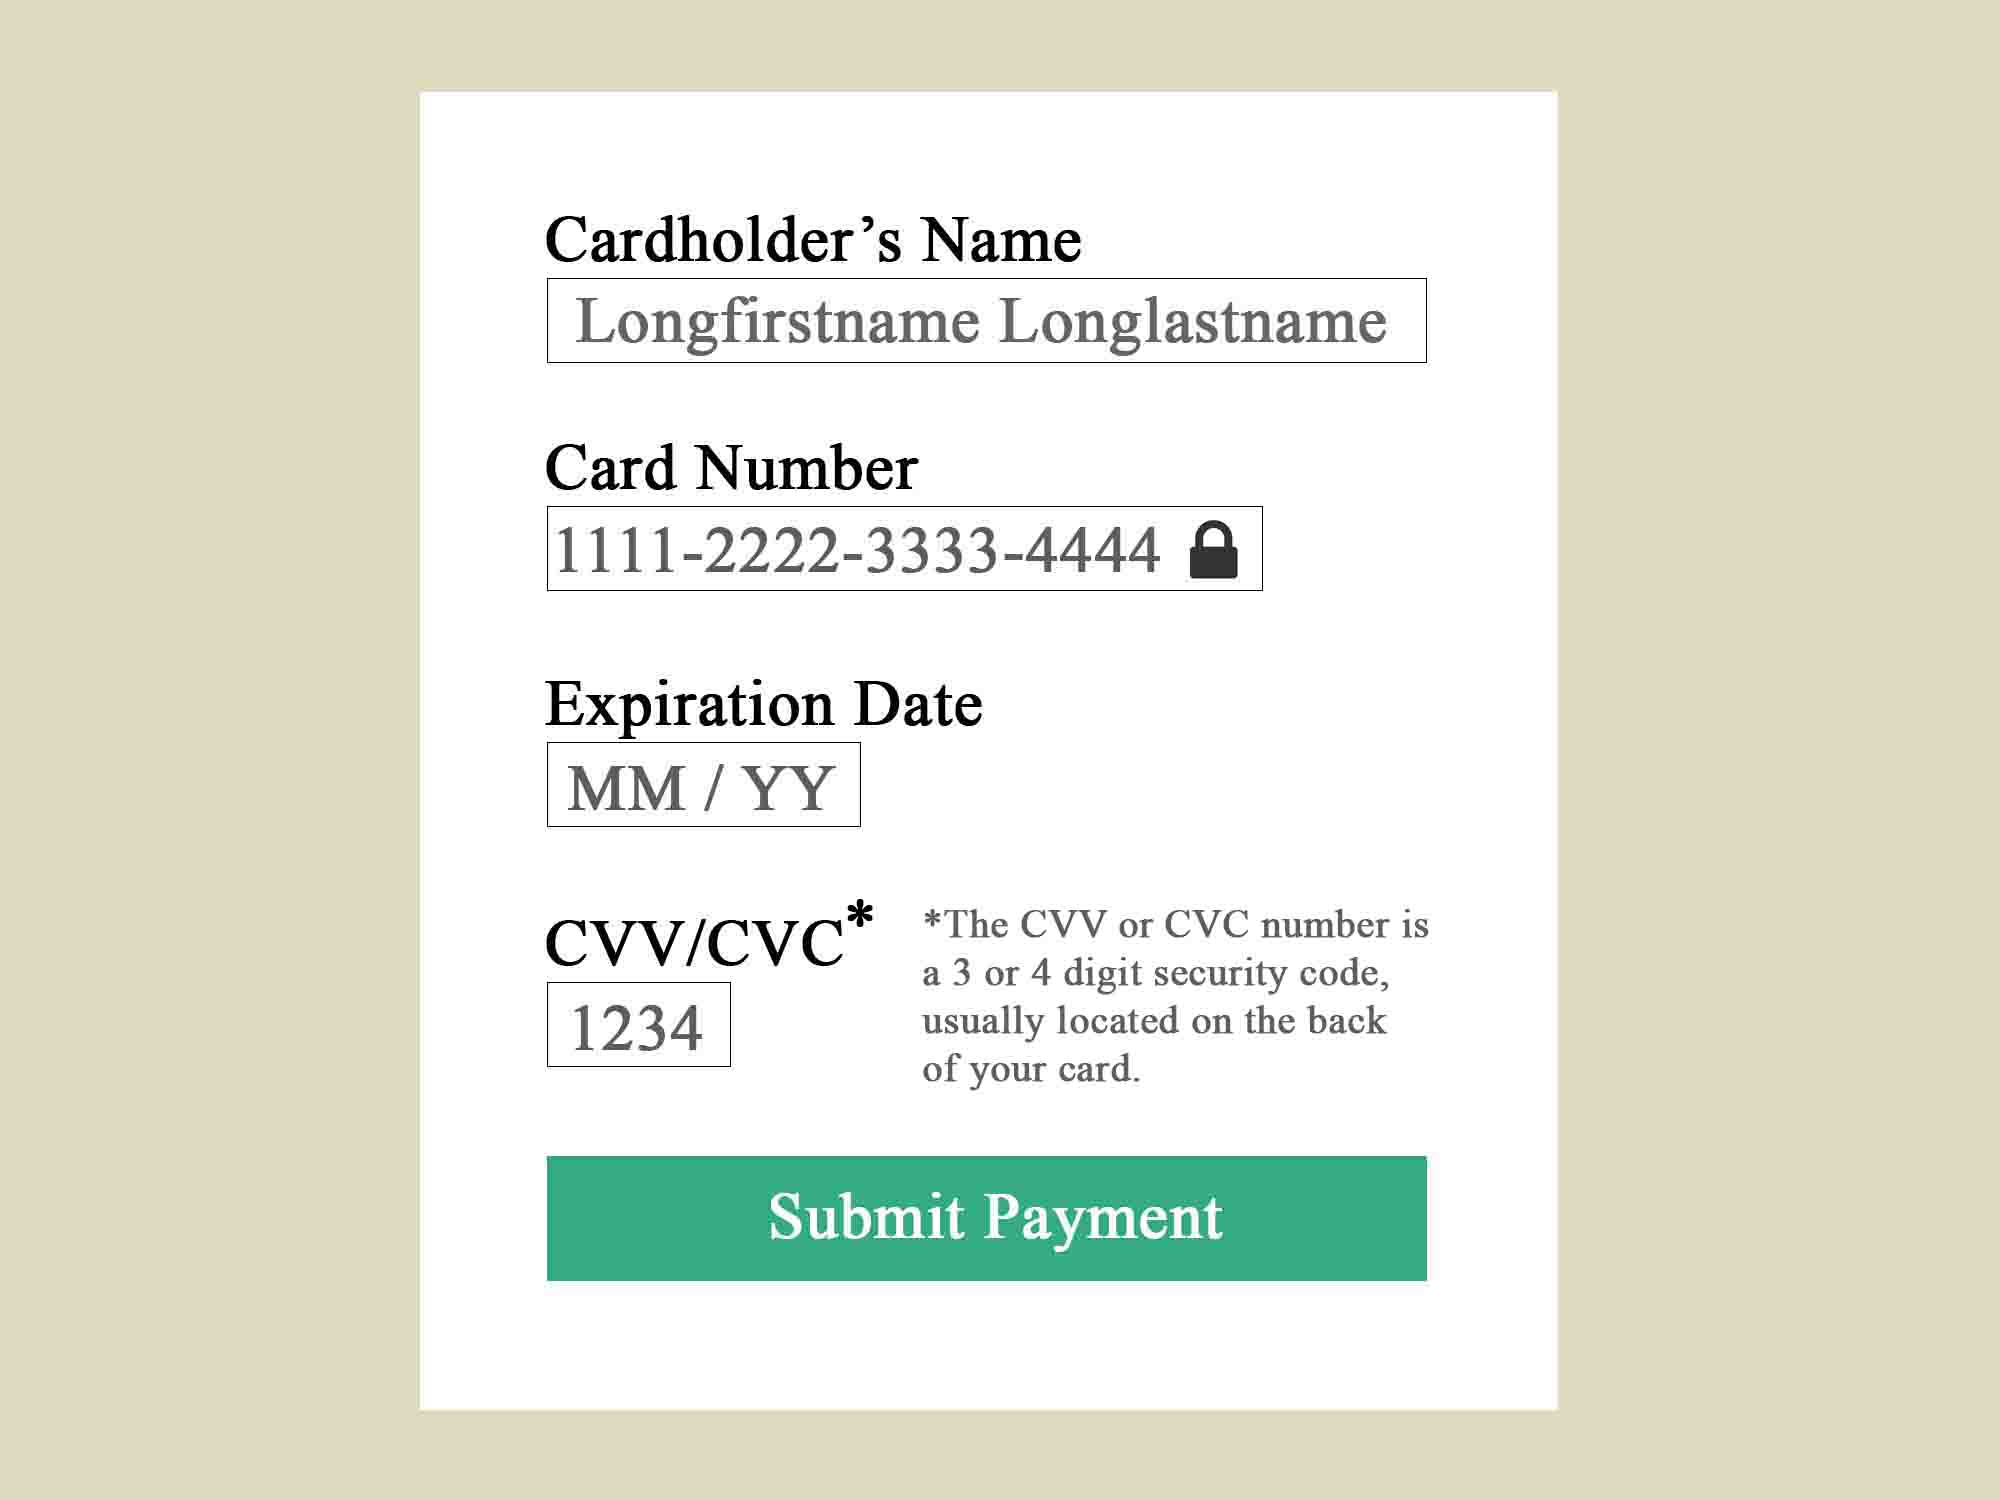 Cardholder’s Name
Longfirstname Longlastname
Card Number
1111-2222-3333-4444
Expiration Date
MM / YY
CVV/CVC*
1234
*The CVV or CVC number is
a 3 or 4 digit security code,
usually located on the back
of your card.
Submit Payment